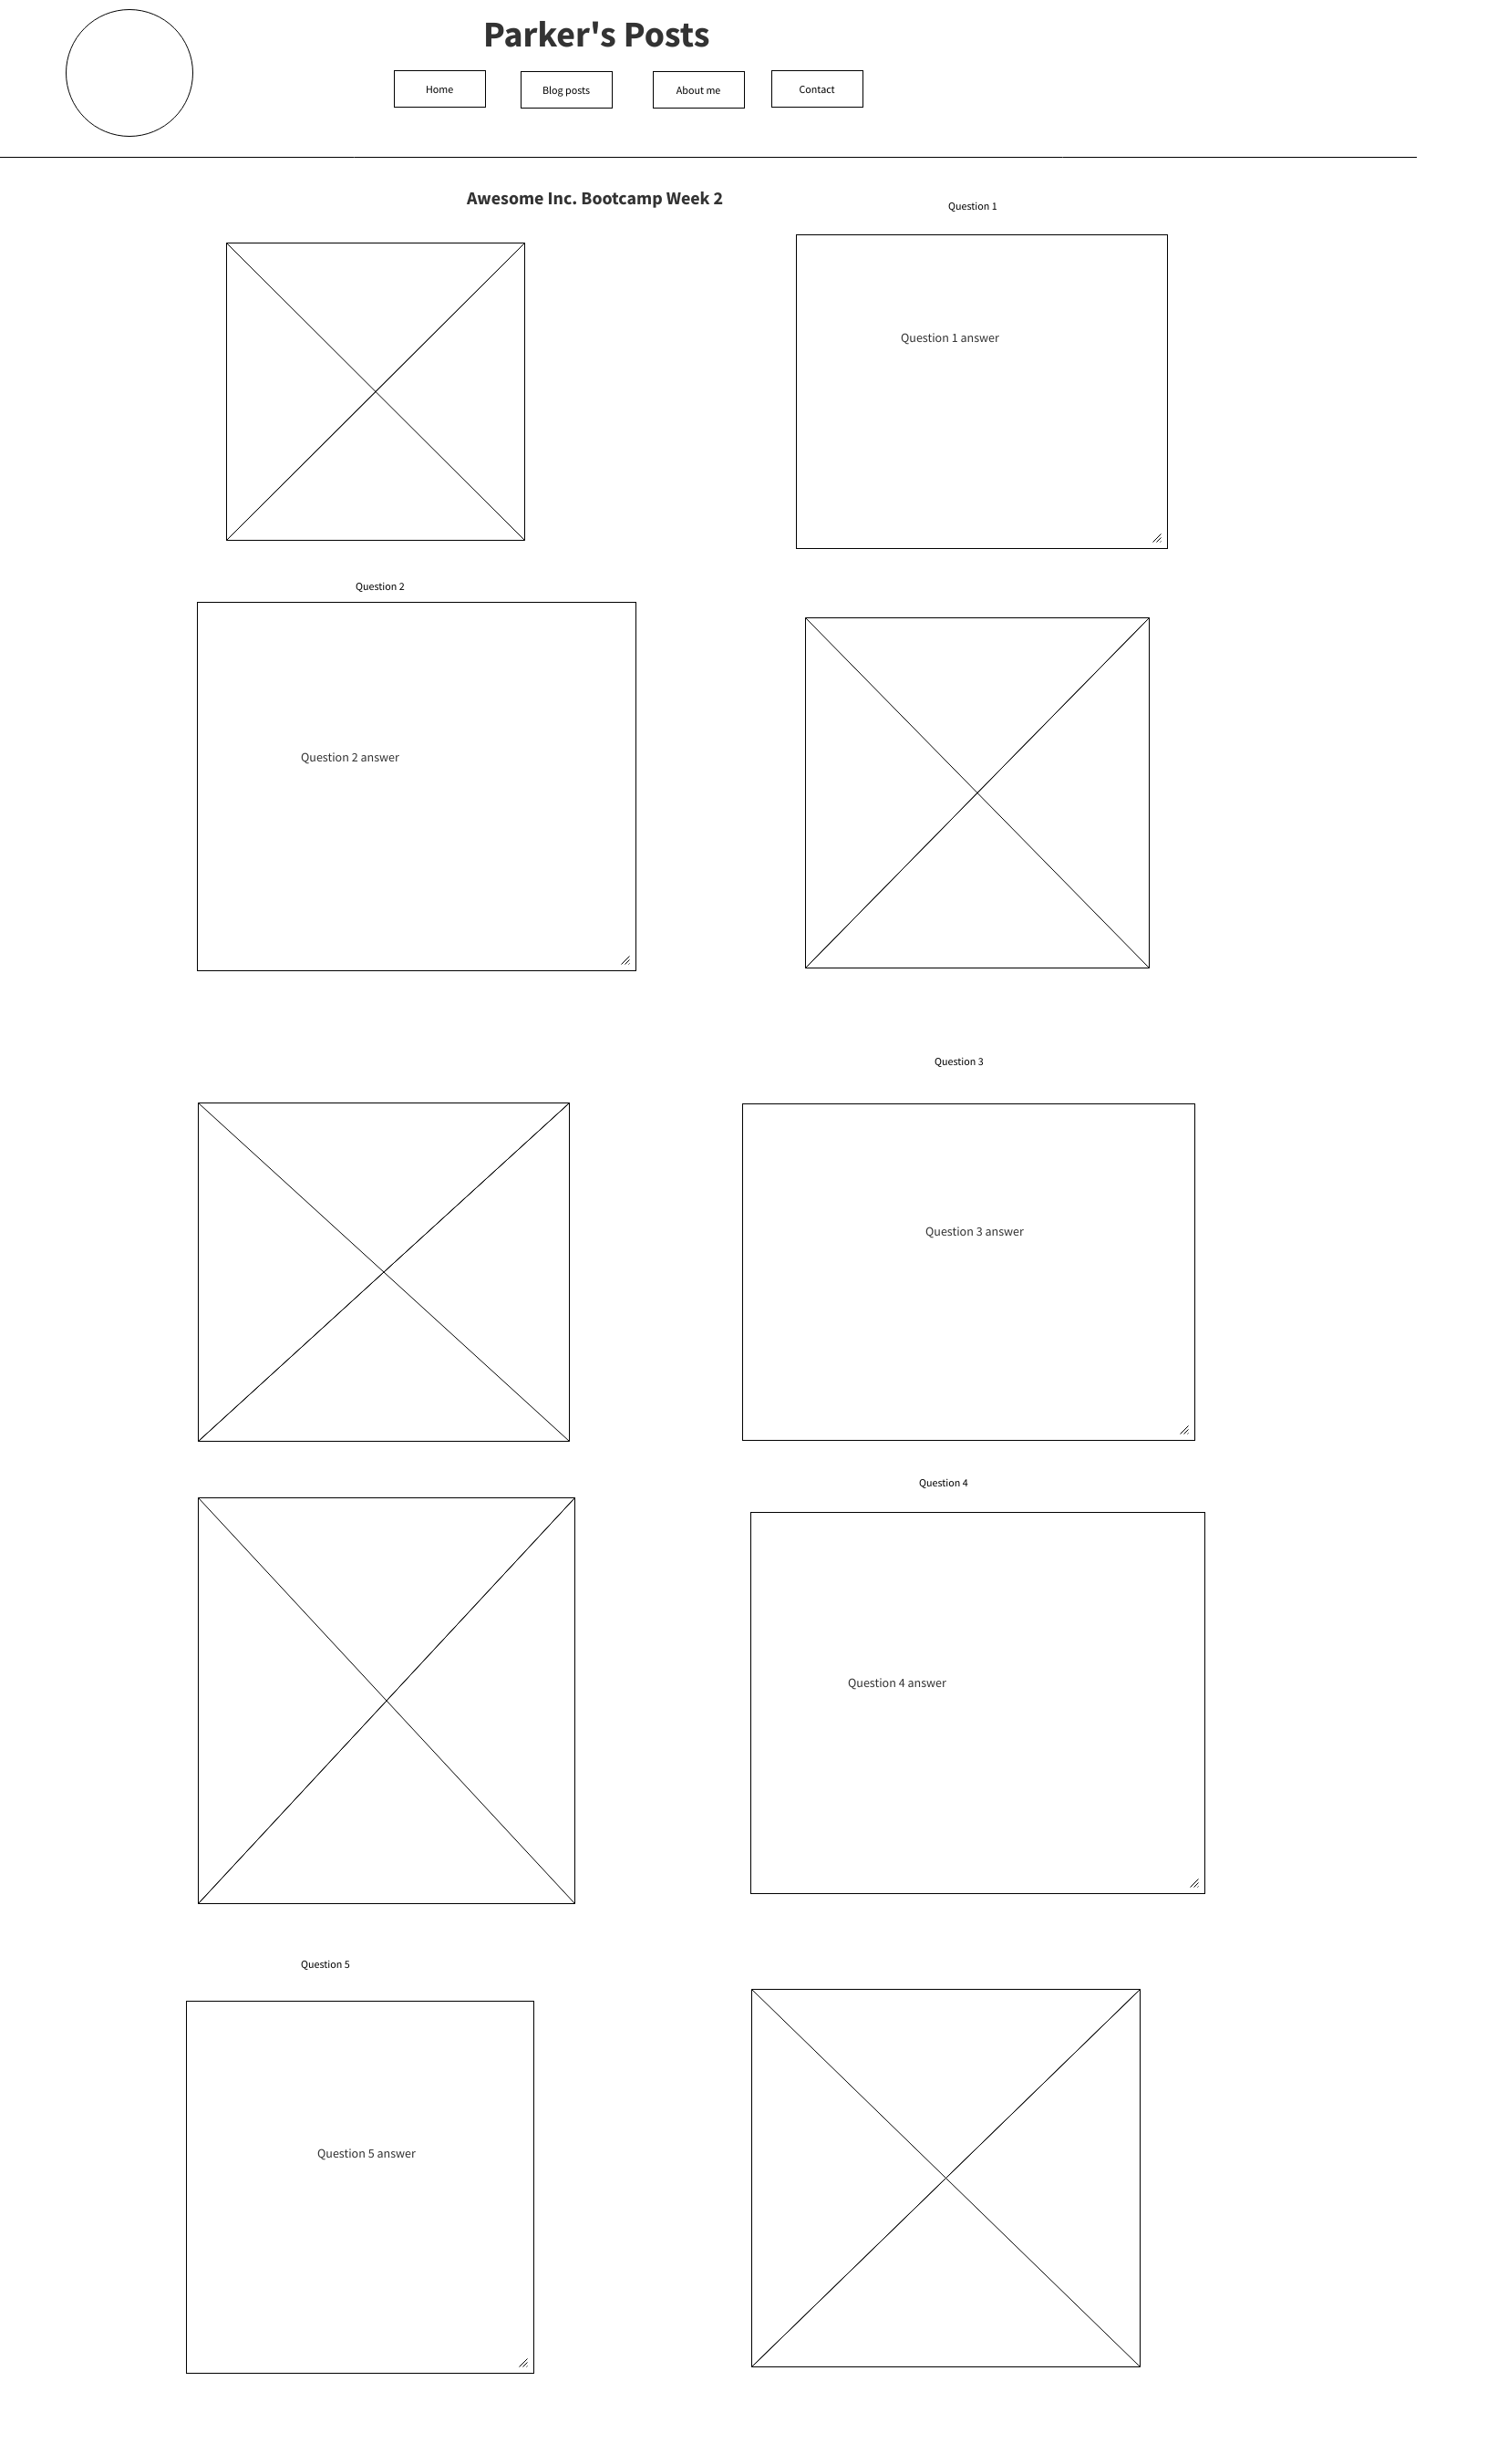 Parker's Posts
Home
Blog posts
About me
Contact
Awesome Inc. Bootcamp Week 2
Question 1
Question 1 answer
Question 2
Question 2 answer
Question 3
Question 3 answer
Question 4
Question 4 answer
Question 5
Question 5 answer